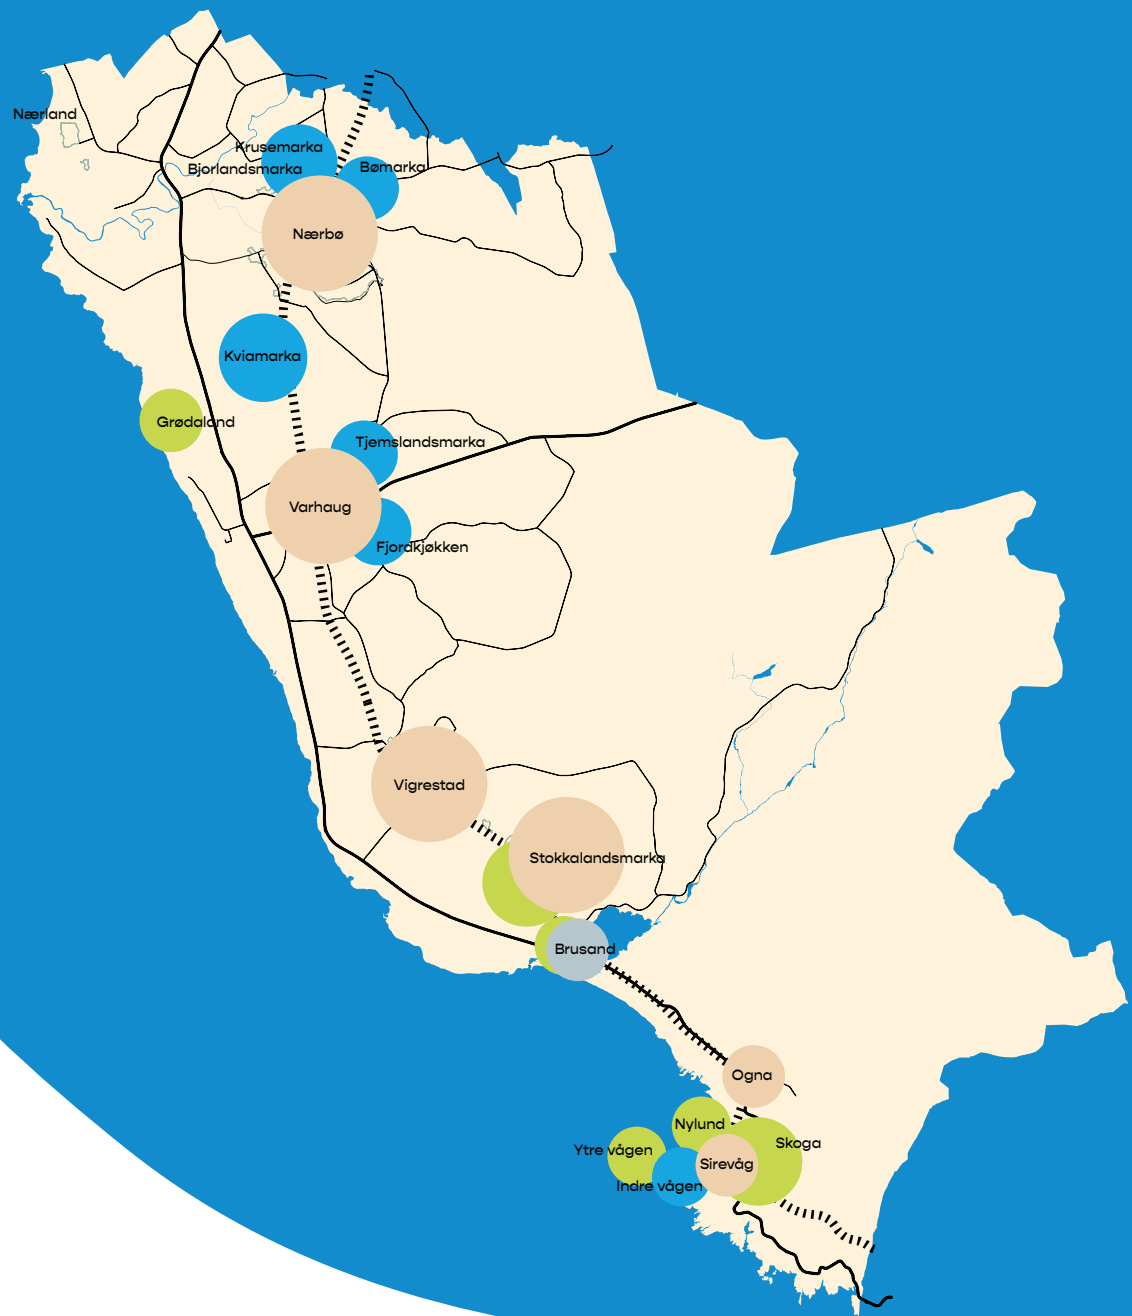 Nærland
Krusemarka
Bjorlandsmarka
Bømarka
Nærbø
Kviamarka
Grødaland
Tjemslandsmarka
Varhaug
Fjordkjøkken
Vigrestad
Stokkalandsmarka
Brusand
Ogna
Nylund
Skoga
Ytre vågen
Sirevåg
Indre vågen